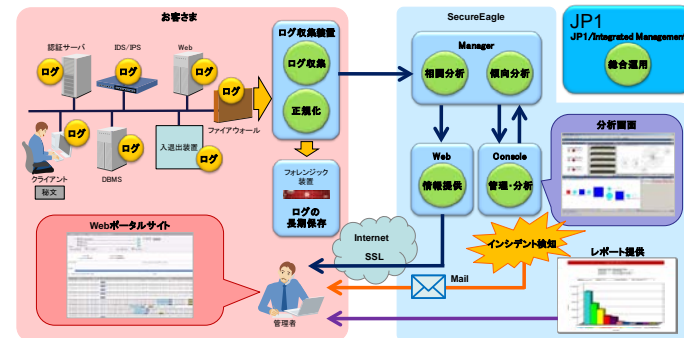 お客さま
SecureEagle
JP1
JP1/Integrated Management
統合運用
認証サーバ
IDS/IPS
Web
ログ
ログ
ログ
ログ
ファイアウォール
ログ
クライアント
秘文
ログ
DBMS
入退出装置
ログ
ログ収集装置
ログ収集
正規化
フォレンジック
装置
ログの
長期保存
Manager
相関分析
傾向分析
Web
情報提供
Console
管理・分析
分析画面
Webポータルサイト
Internet
SSL
インシデント検知
Mail
管理者
レポート提供